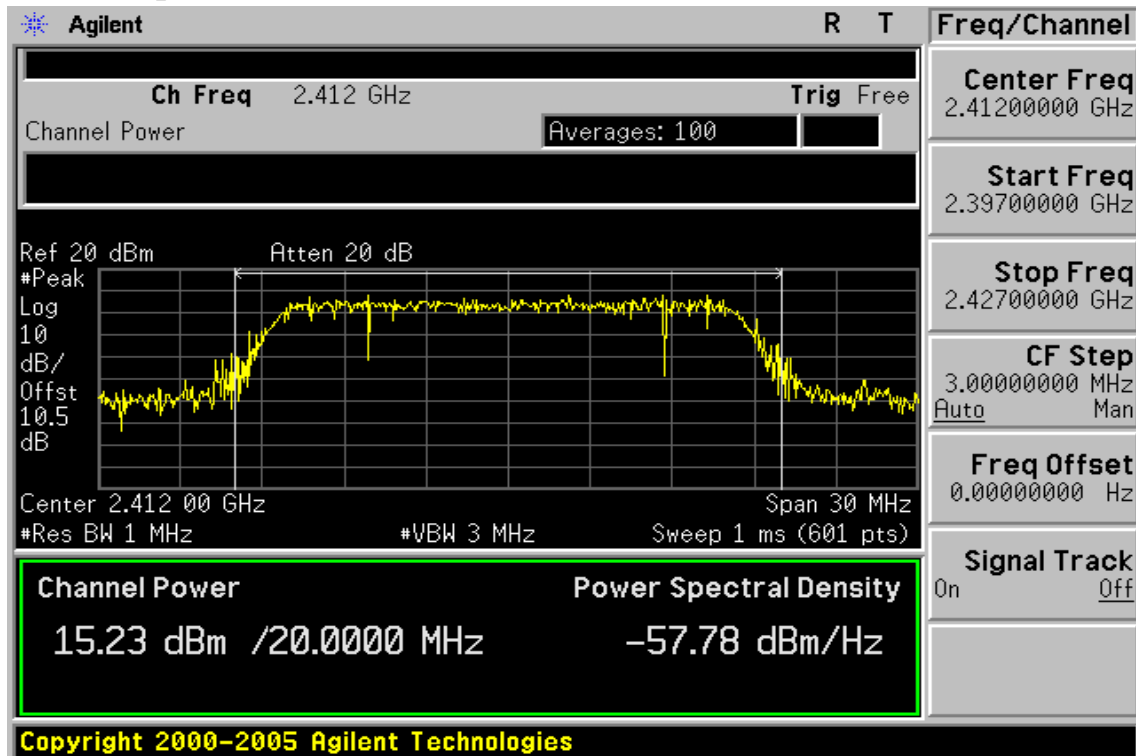 Agilent R T
Ch Freq 2.412 GHz Trig Free
Channel Power Averages: 100
Ref 20 dBm Atten 20 dB
#Peak
Log
10
dB/
Offst
10.5
dB
Center 2.412 00 GHz Span 30 MHz
#Res BW 1 MHz #VBW 3 MHz Sweep 1 ms (601 pts)
Channel Power Power Spectral Density
15.23 dBm /20.0000 MHz -57.78 dBm/Hz
Copyright 2000-2005 Agilent Technologies
Freq/Channel
Center Freq
2.41200000 GHz
Start Freq
2.39700000 GHz
Stop Freq
2.42700000 GHz
CF Step
3.00000000 MHz
Auto Man
Freq Offset
0.00000000 Hz
Signal Track
On Off